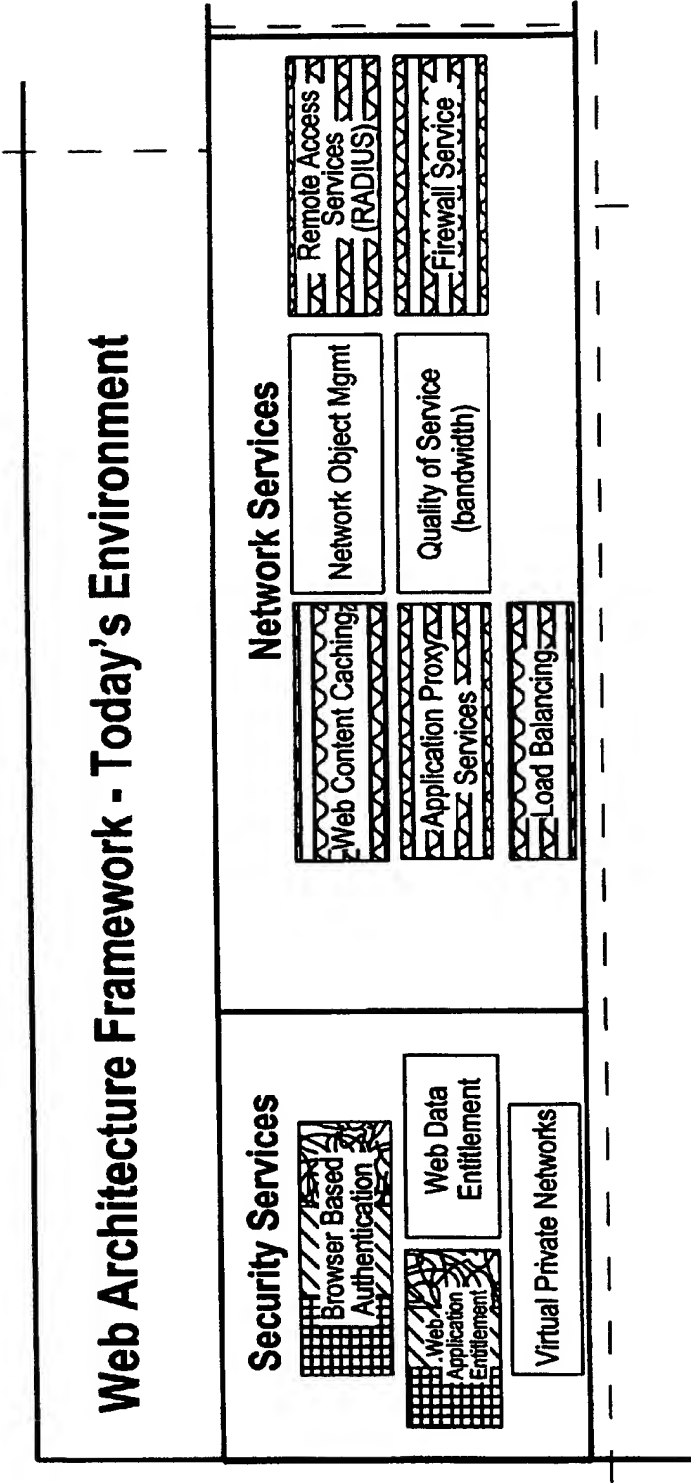 Web Architecture Framework - Today's Environment
Security Services
Browser Based
Authentication
Web
Application
Entitlement
Web Data
Entitlement
Virtual Private Networks
Network Services
Web Content Caching
Network Object Mgmt
Remote Access
Services
(RADIUS)
Application Proxy
Services
Quality of Service
(bandwidth)
Firewall Service
Load Balancing